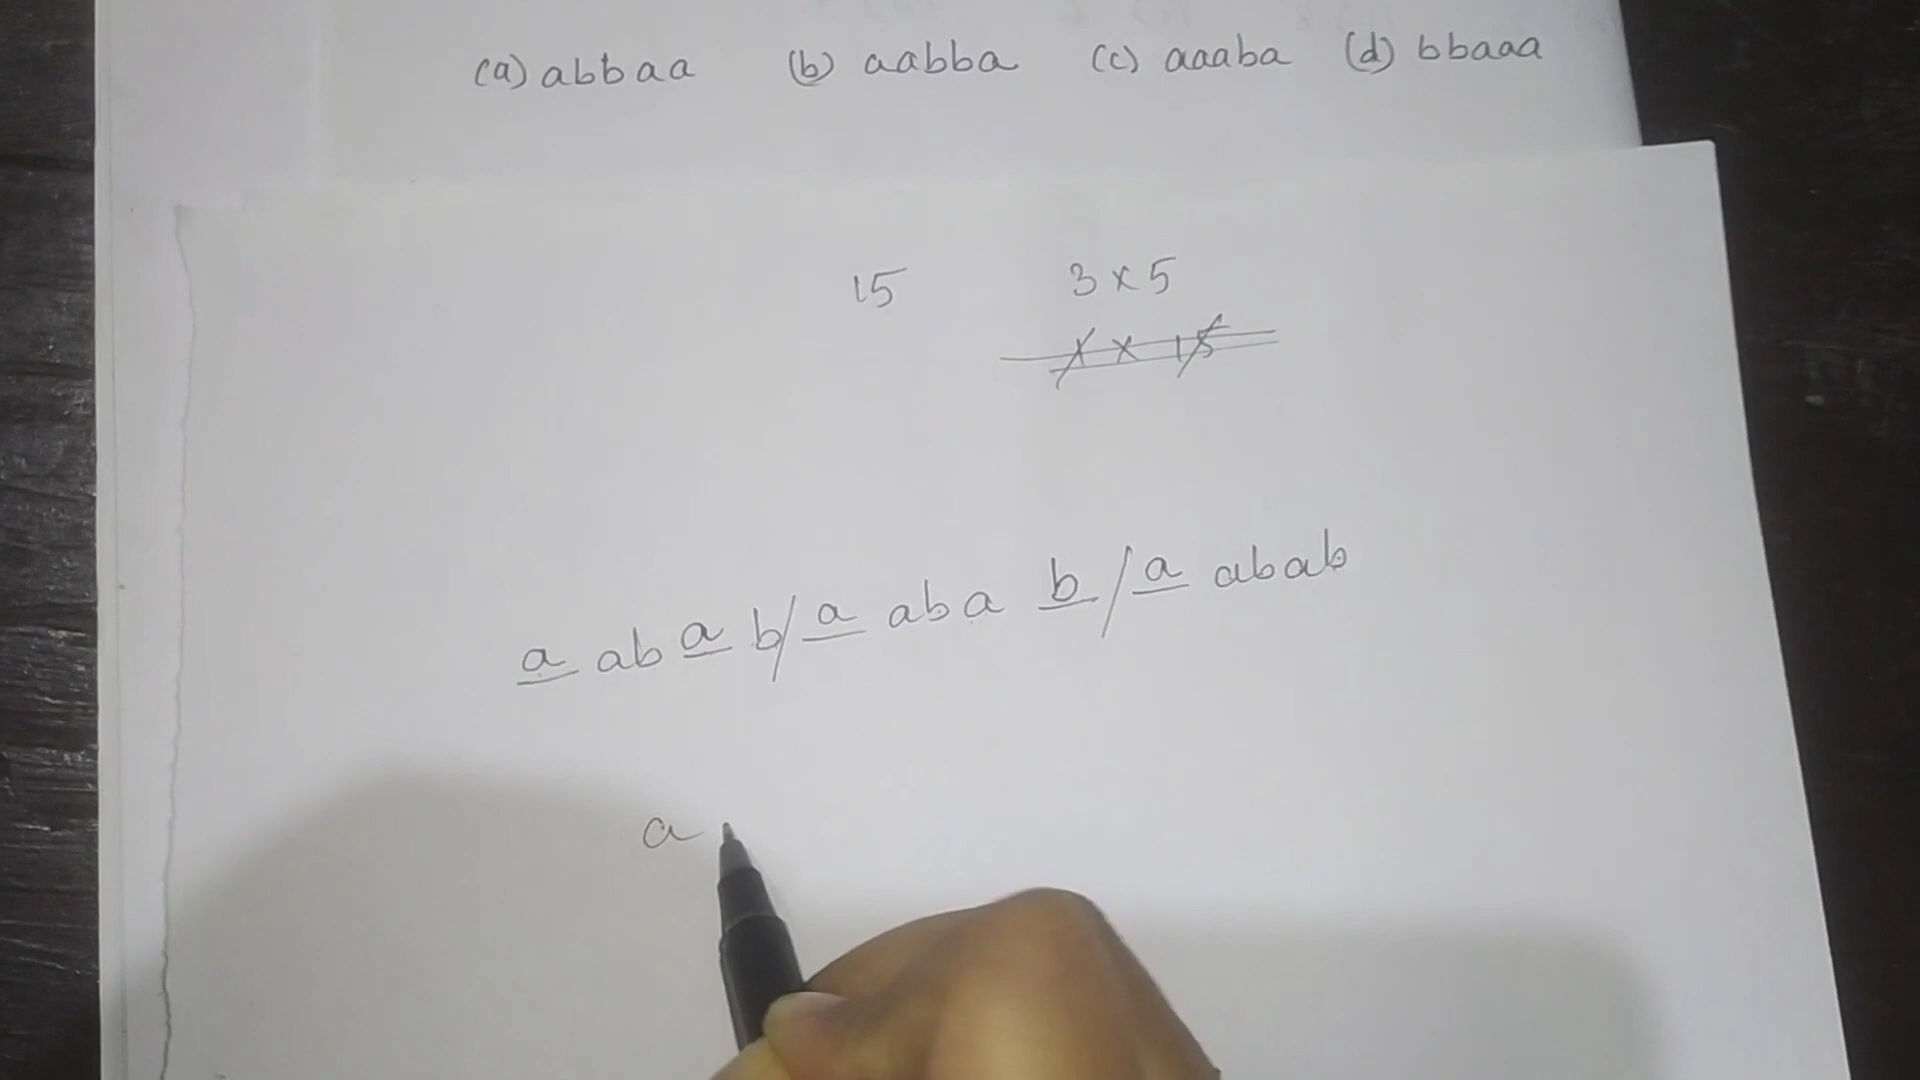 (a) abbaa (b) aabba (c) aaaba (d) bbaaa
15 3 x 5
1 x 15
a ab a b/ a aba b / a abab
a